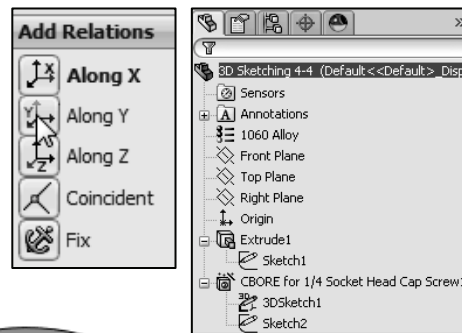 Add Relations
Along X
Along Y
Along Z
Coincident
Fix
3D Sketching 4-4 (Default<<Default>_Disp
Sensors
A Annotations
1060 Alloy
Front Plane
Top Plane
Right Plane
Origin
Extrude1
Sketch1
CBORE for 1/4 Socket Head Cap Screw1
3DSketch1
Sketch2